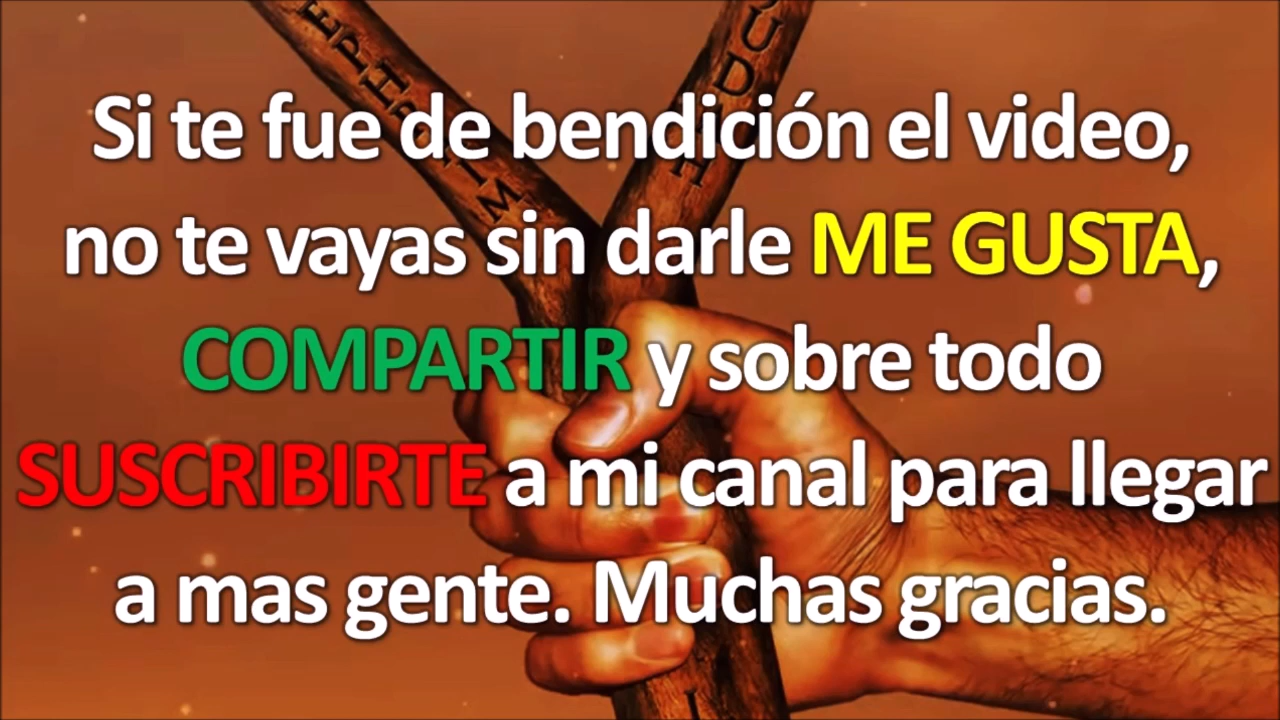 Si te fue de bendición el video,
no te vayas sin darle ME GUSTA,
COMPARTIR y sobre todo
SUSCRIBIRTE a mi canal para llegar
a mas gente. Muchas gracias.